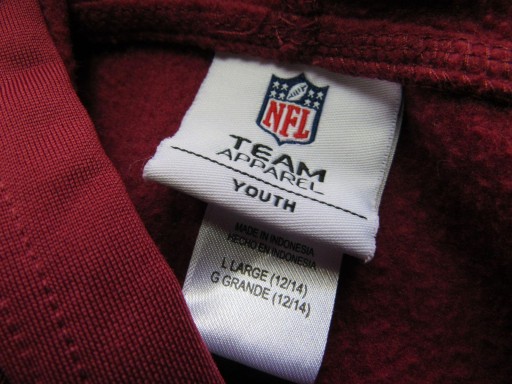 NFL
TEAM
APPAREL
YOUTH
MADE IN INDONESIA
HECHO EN INDONESIA
L LARGE (12/14)
G GRANDE (12/14)